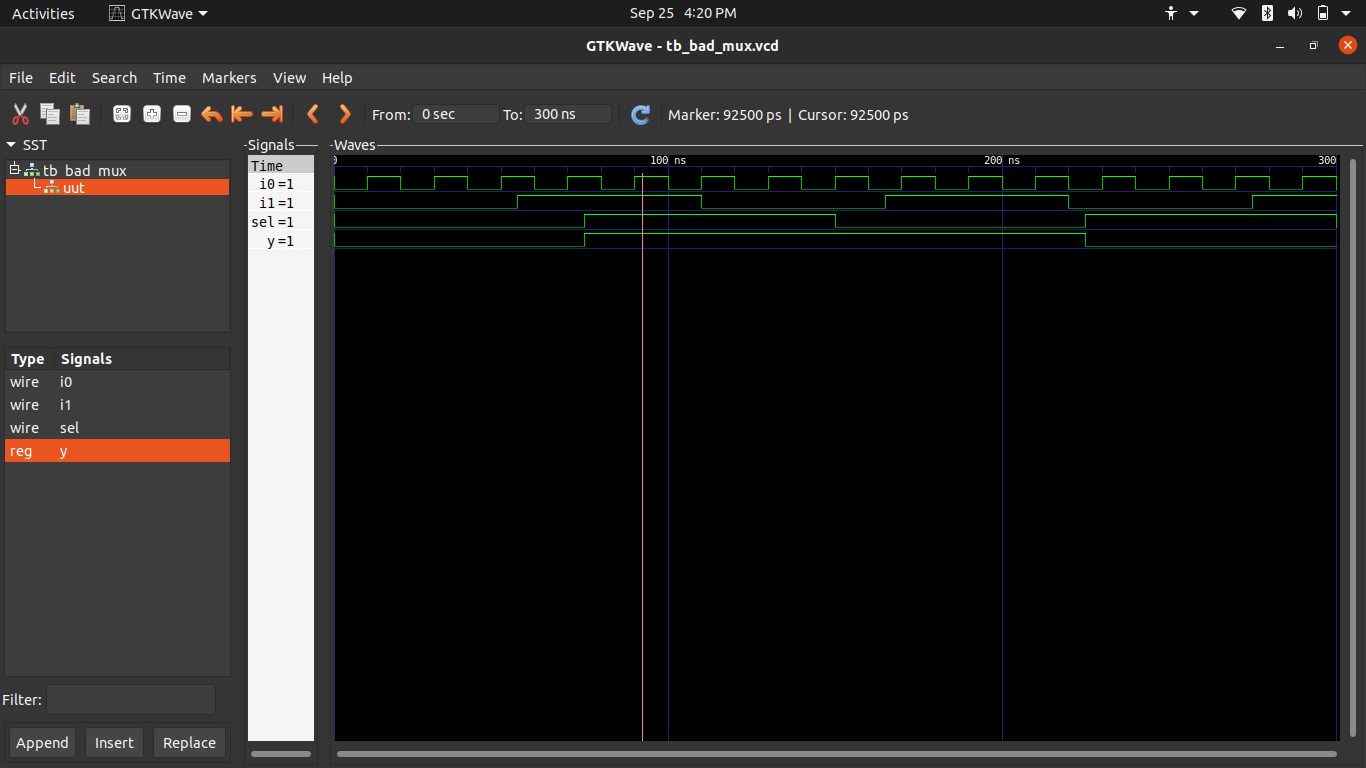 Activities GTKWave Sep 25 4:20 PM
GTKWave - tb_bad_mux.vcd
File Edit Search Time Markers View Help
From: 0 sec To: 300 ns Marker: 92500 ps | Cursor: 92500 ps
SST
tb_bad_mux
uut
Type Signals
wire i0
wire i1
wire sel
reg y
Filter:
Append Insert Replace
Signals
Time
i0=1
i1=1
sel=1
y=1
Waves
0 100 ns 200 ns 300